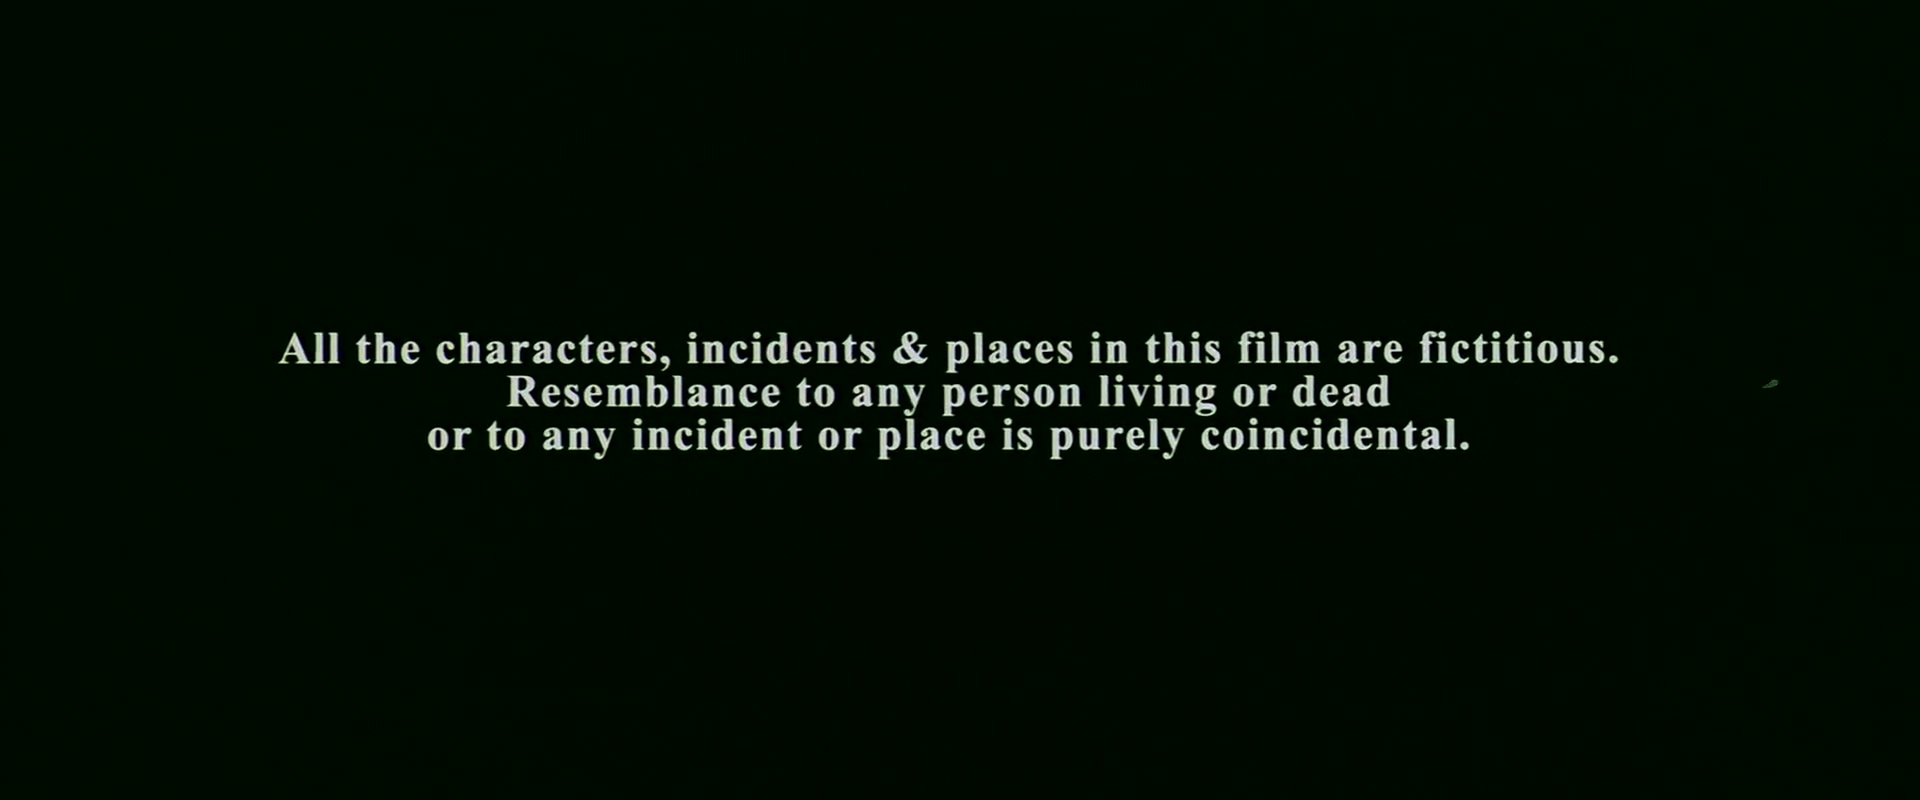 All the characters, incidents & places in this film are fictitious.
Resemblance to any person living or dead
or to any incident or place is purely coincidental.